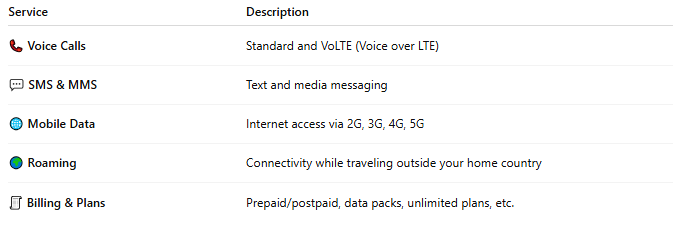 Service Description
Voice Calls Standard and VoLTE (Voice over LTE)
SMS & MMS Text and media messaging
Mobile Data Internet access via 2G, 3G, 4G, 5G
Roaming Connectivity while traveling outside your home country
Billing & Plans Prepaid/postpaid, data packs, unlimited plans, etc.